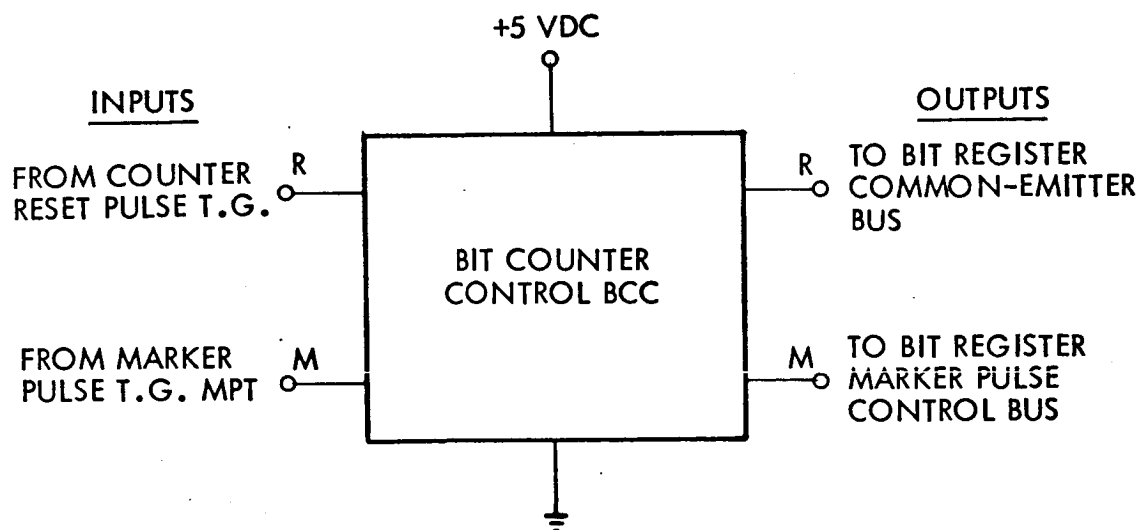 +5 VDC
INPUTS
FROM COUNTER
RESET PULSE T.G.
R
FROM MARKER
PULSE T.G. MPT
M
BIT COUNTER
CONTROL BCC
OUTPUTS
R
TO BIT REGISTER
COMMON-EMITTER
BUS
M
TO BIT REGISTER
MARKER PULSE
CONTROL BUS